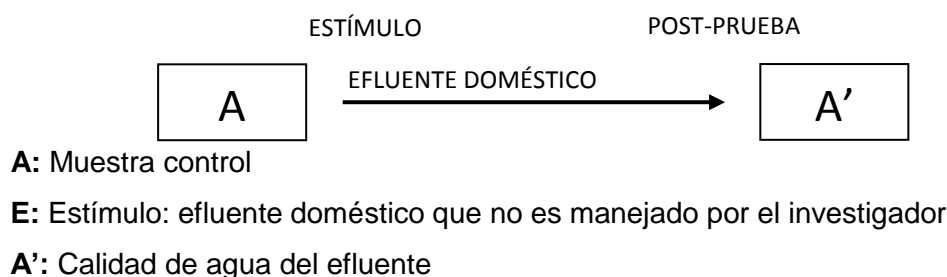 ESTÍMULO POST-PRUEBA
EFLUENTE DOMÉSTICO
A A’
A: Muestra control
E: Estímulo: efluente doméstico que no es manejado por el investigador
A’: Calidad de agua del efluente